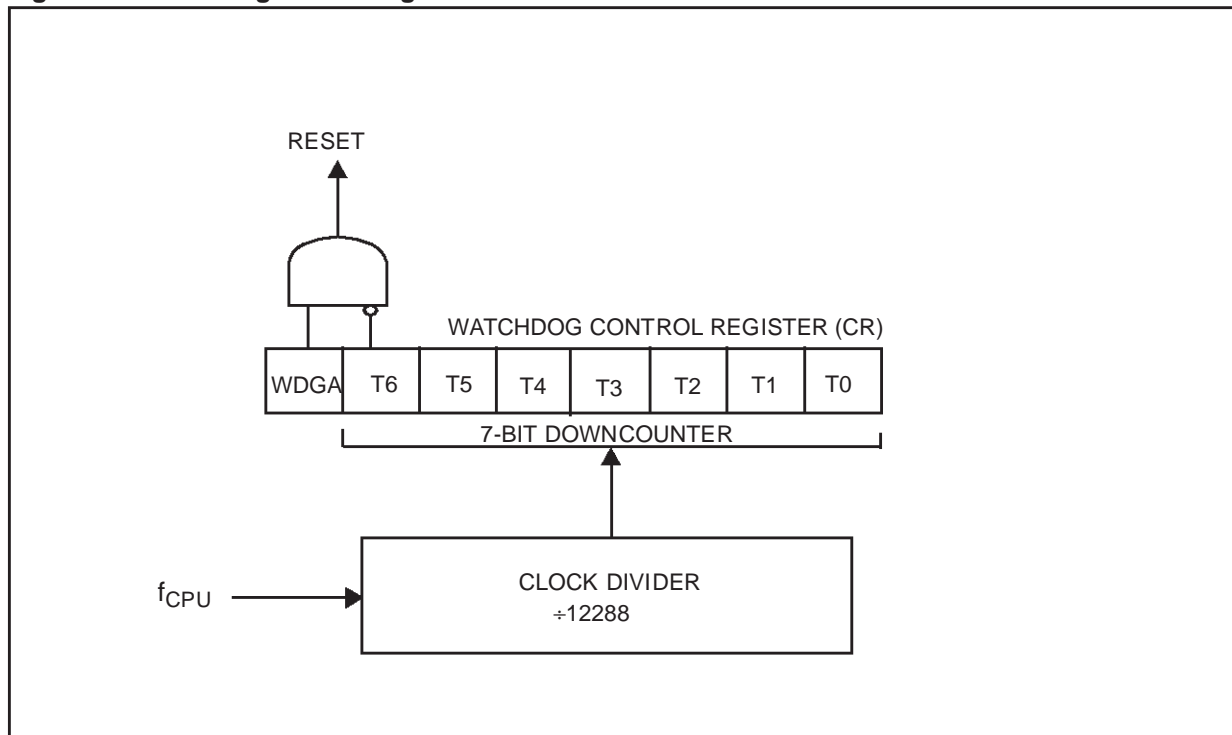 RESET
WATCHDOG CONTROL REGISTER (CR)
WDGA T6 T5 T4 T3 T2 T1 T0
7-BIT DOWNCOUNTER
fCPU
CLOCK DIVIDER
÷12288